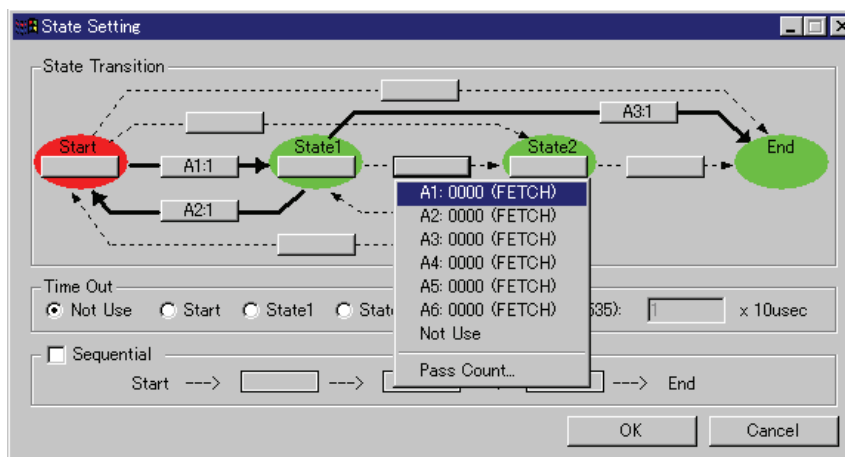 State Setting
State Transition
A3:1
Start
State1
State2
End
A1:1
A2:1
A1: 0000 (FETCH)
A2: 0000 (FETCH)
A3: 0000 (FETCH)
A4: 0000 (FETCH)
A5: 0000 (FETCH)
A6: 0000 (FETCH)
Not Use
Pass Count...
Time Out
Not Use Start State1 State 535): 1 x 10usec
Sequential
Start ---> ---> ---> End
OK Cancel